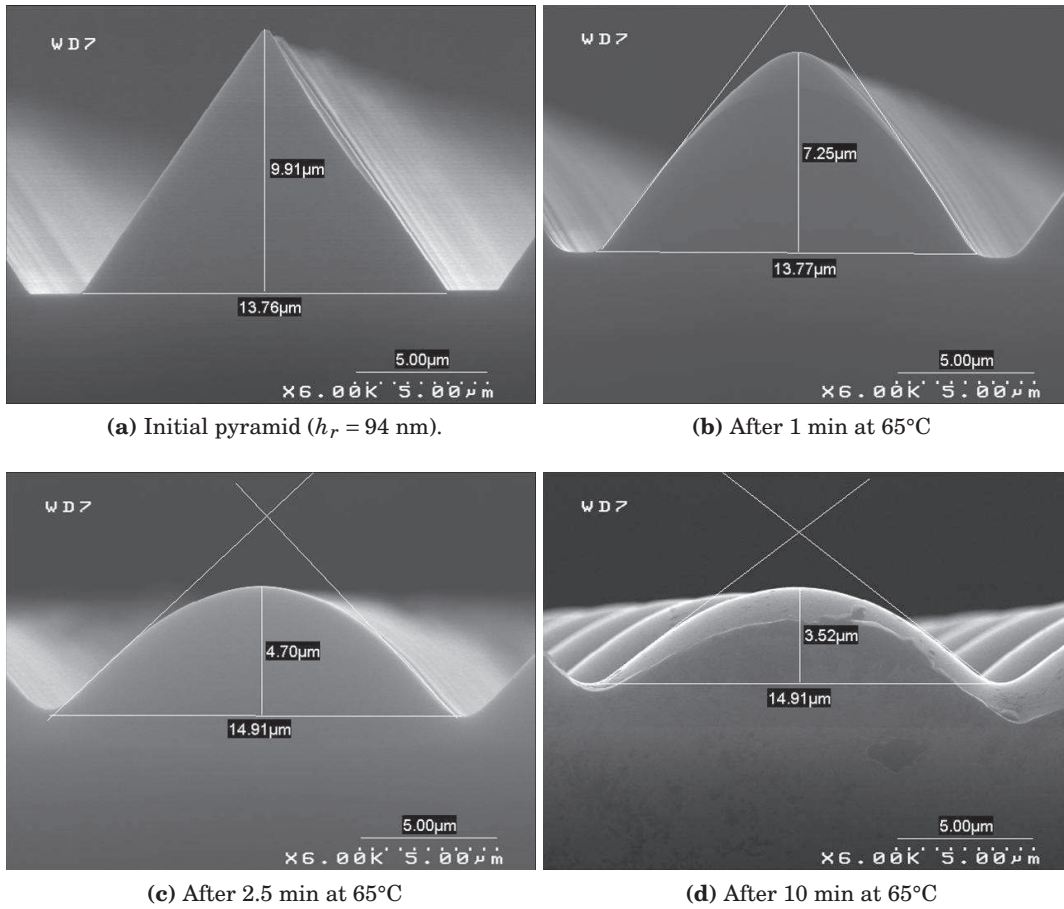 WD7
9.91μm
13.76μm
5.00μm
X6.00K 5.00μm
(a) Initial pyramid (hr = 94 nm).
WD7
7.25μm
13.77μm
5.00μm
X6.00K 5.00μm
(b) After 1 min at 65°C
WD7
4.70μm
14.91μm
5.00μm
X6.00K 5.00μm
(c) After 2.5 min at 65°C
WD7
3.52μm
14.91μm
5.00μm
X6.00K 5.00μm
(d) After 10 min at 65°C